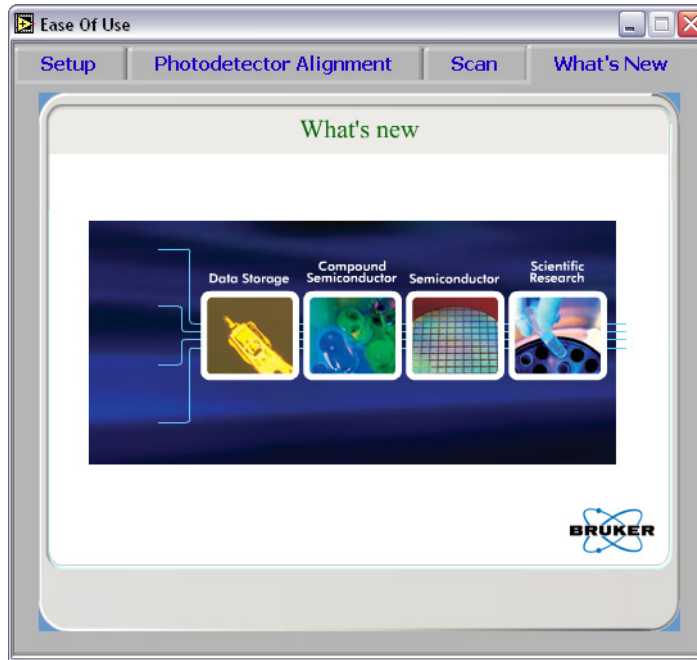 Ease Of Use
Setup
Photodetector Alignment
Scan
What's New
What's new
Data Storage
Compound
Semiconductor
Semiconductor
Scientific
Research
BRUKER